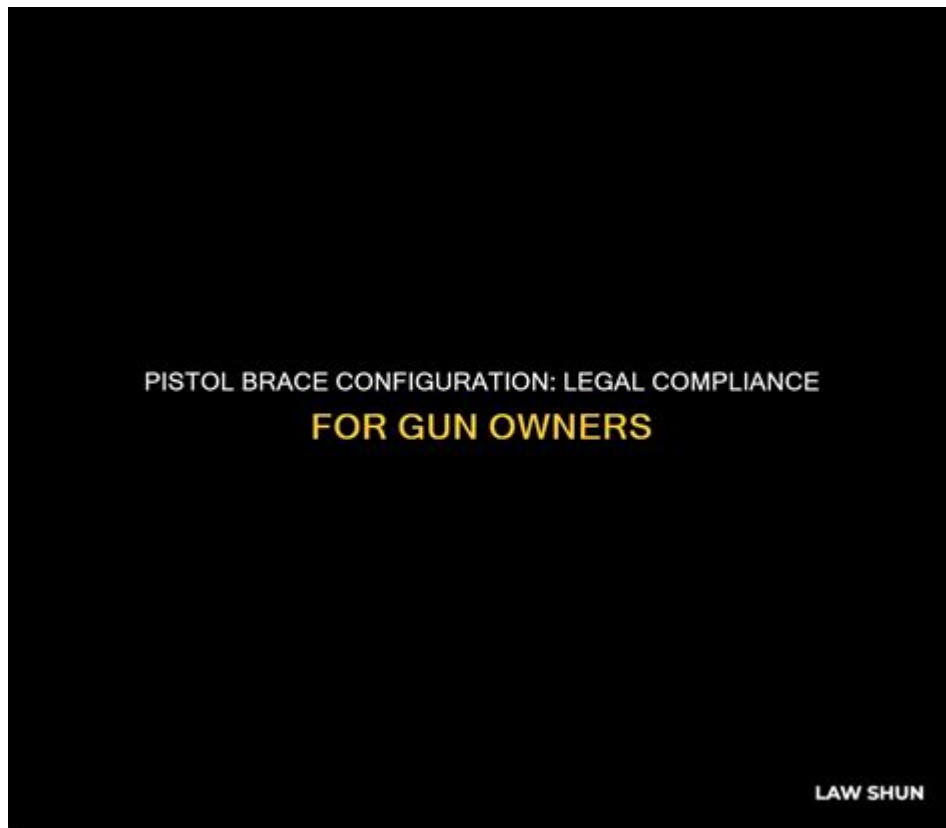 PISTOL BRACE CONFIGURATION: LEGAL COMPLIANCE
FOR GUN OWNERS
LAW SHUN